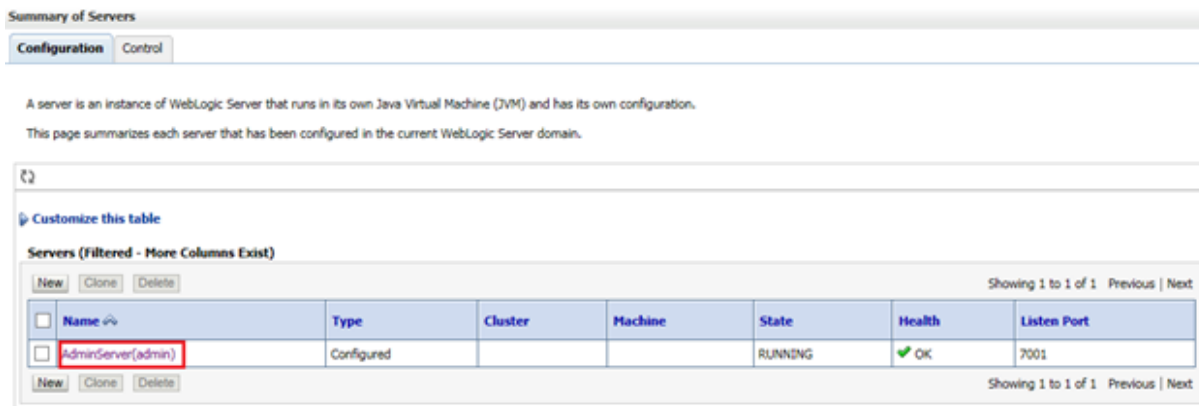 Summary of Servers
Configuration Control
A server is an instance of WebLogic Server that runs in its own Java Virtual Machine (JVM) and has its own configuration.
This page summarizes each server that has been configured in the current WebLogic Server domain.
Customize this table
Servers (Filtered - More Columns Exist)
New Clone Delete Showing 1 to 1 of 1 Previous | Next
Name Type Cluster Machine State Health Listen Port
AdminServer(admin) Configured RUNNING OK 7001
New Clone Delete Showing 1 to 1 of 1 Previous | Next